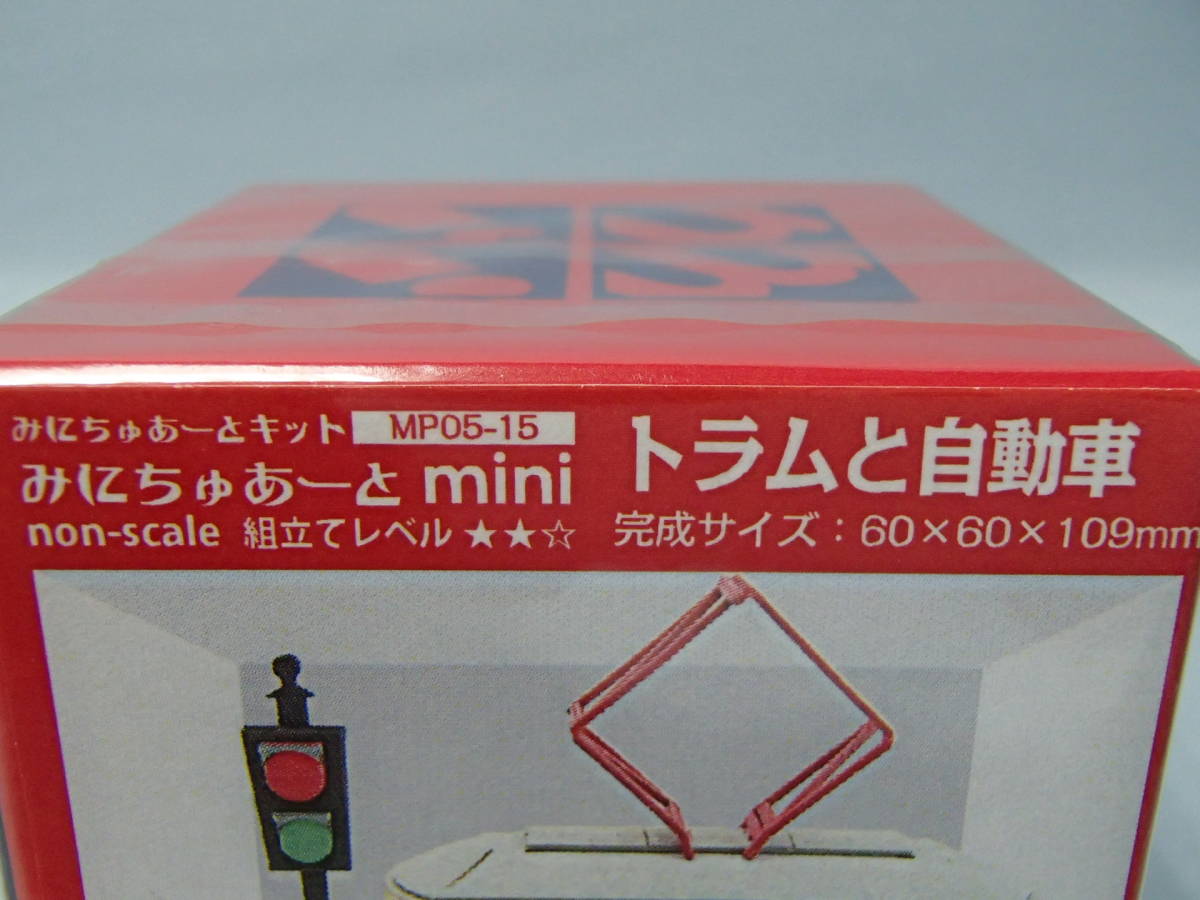 みにちゅあーとキット MP05-15
みにちゅあーと mini
non-scale 組立てレベル ★★☆
トラムと自動車
完成サイズ：60×60×109mm